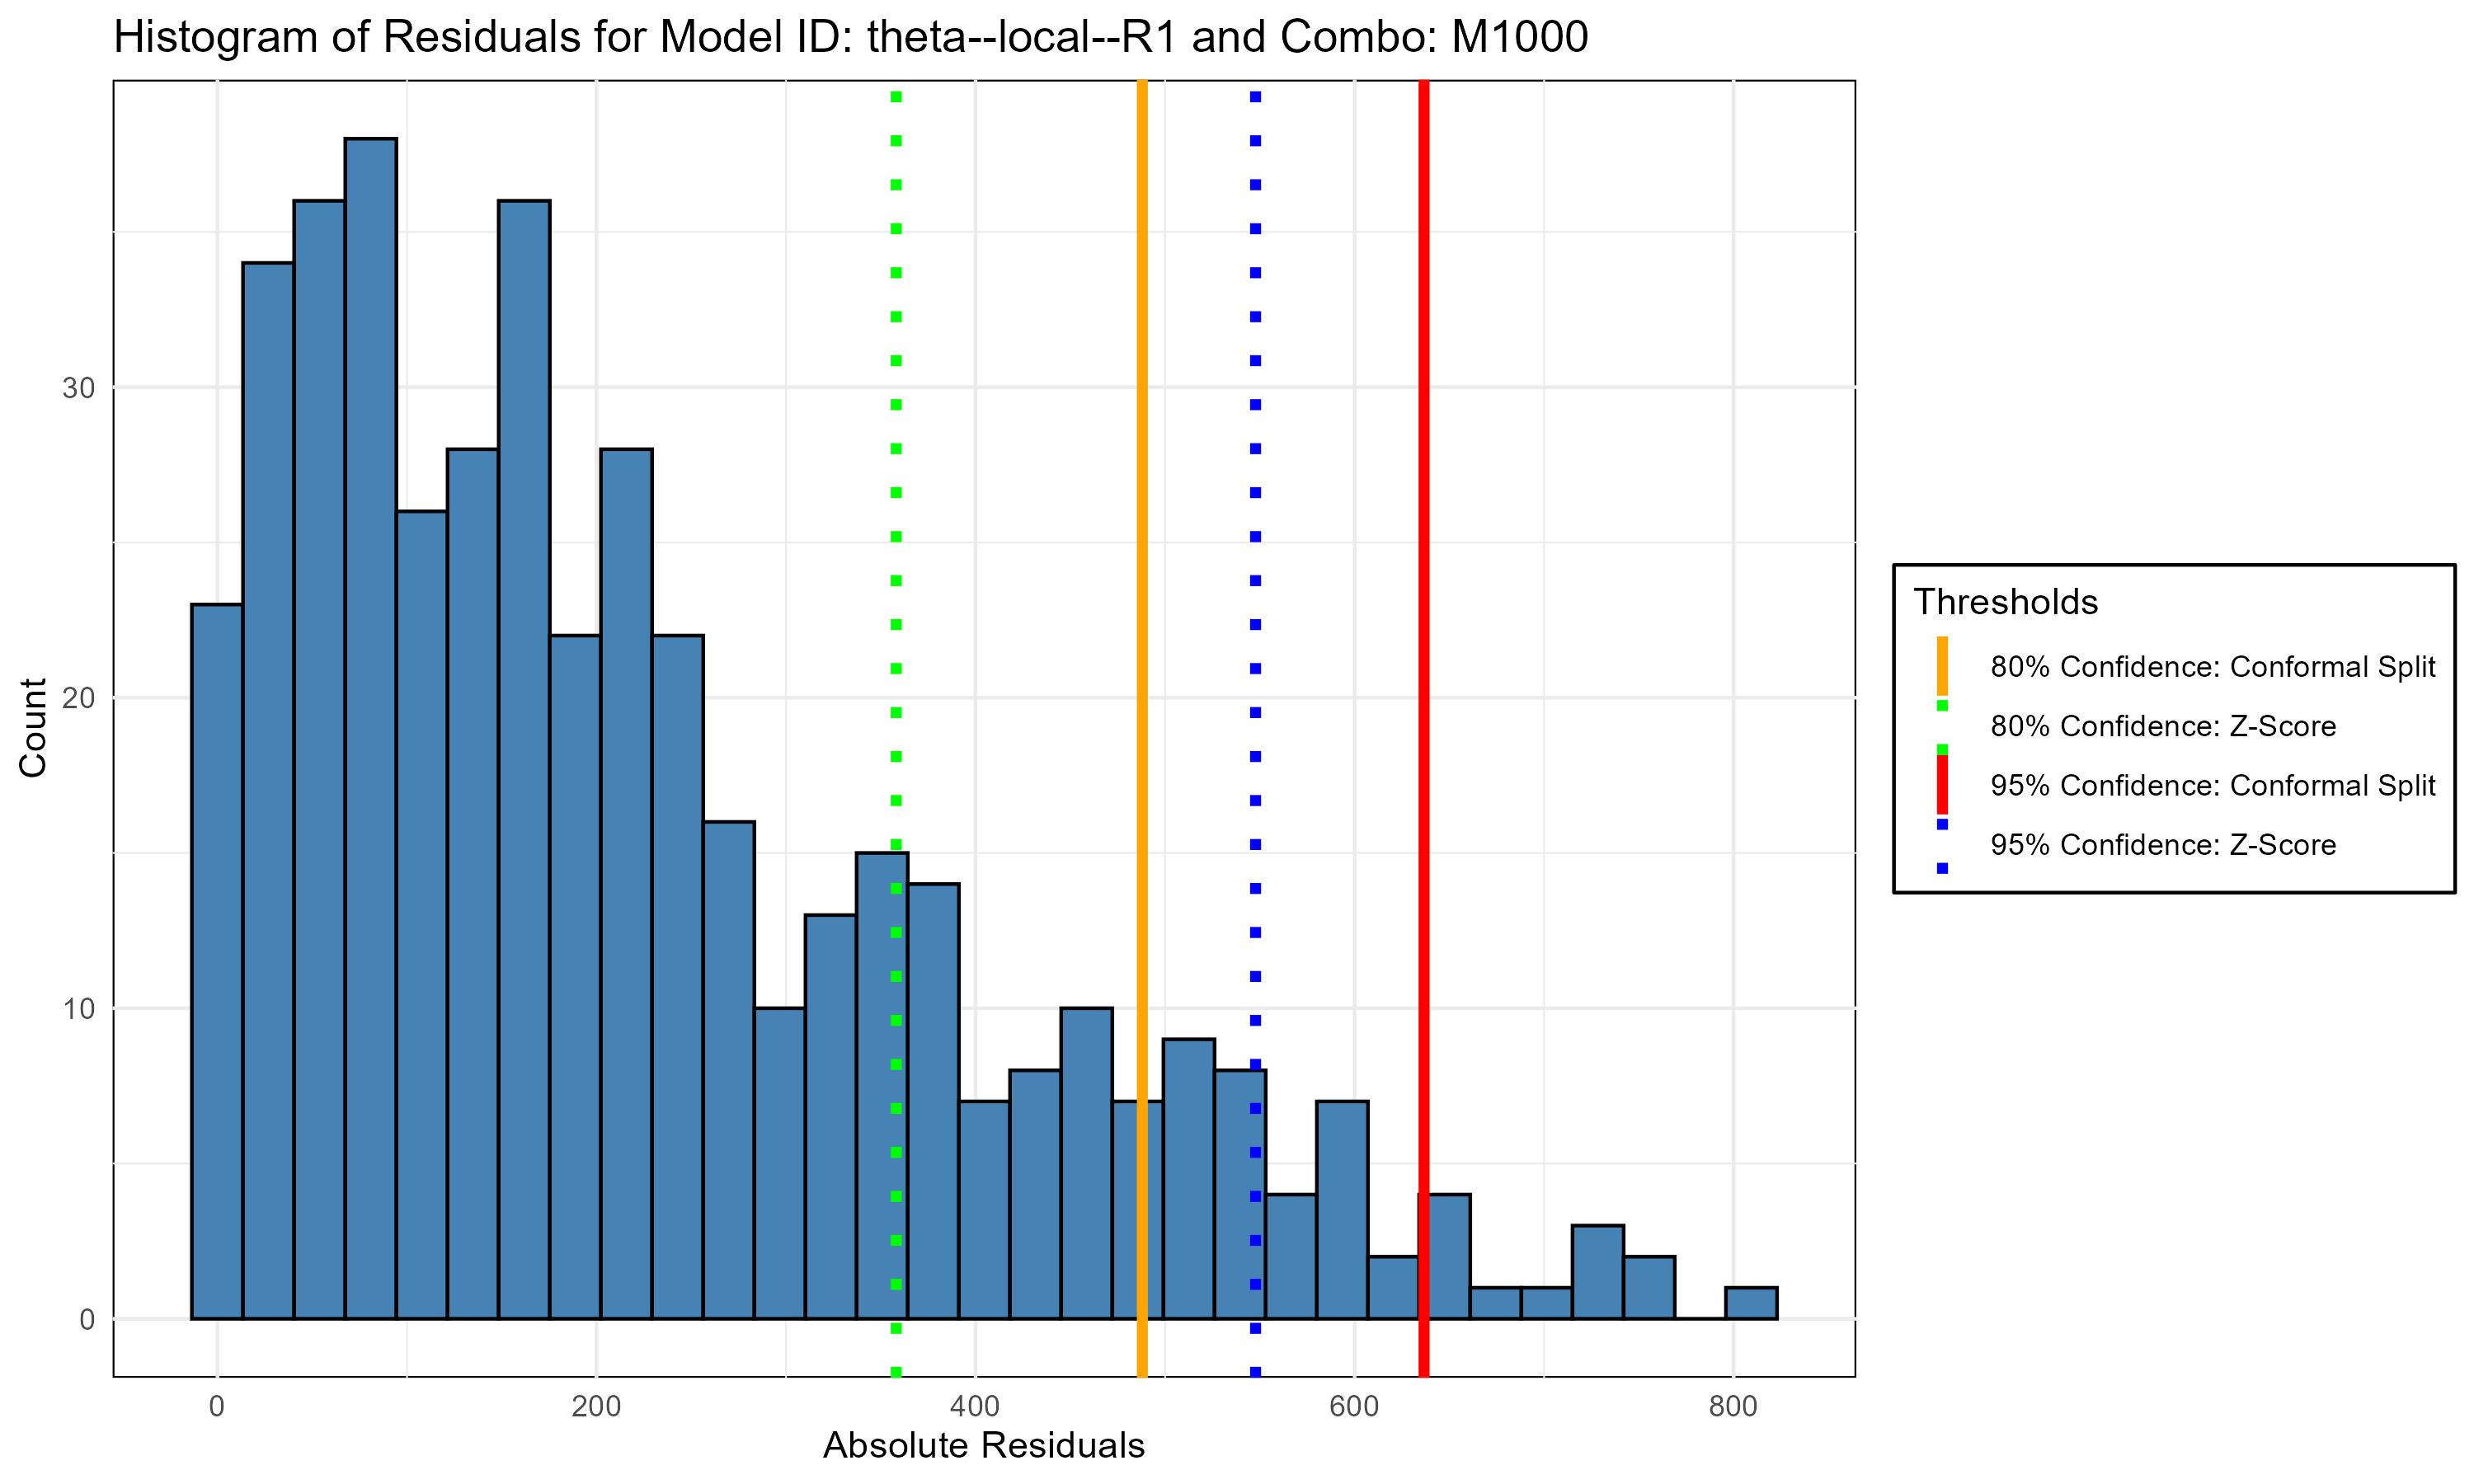 Histogram of Residuals for Model ID: theta--local--R1 and Combo: M1000
Count
30
20
10
0
0
200
400
600
800
Absolute Residuals
Thresholds
80% Confidence: Conformal Split
80% Confidence: Z-Score
95% Confidence: Conformal Split
95% Confidence: Z-Score